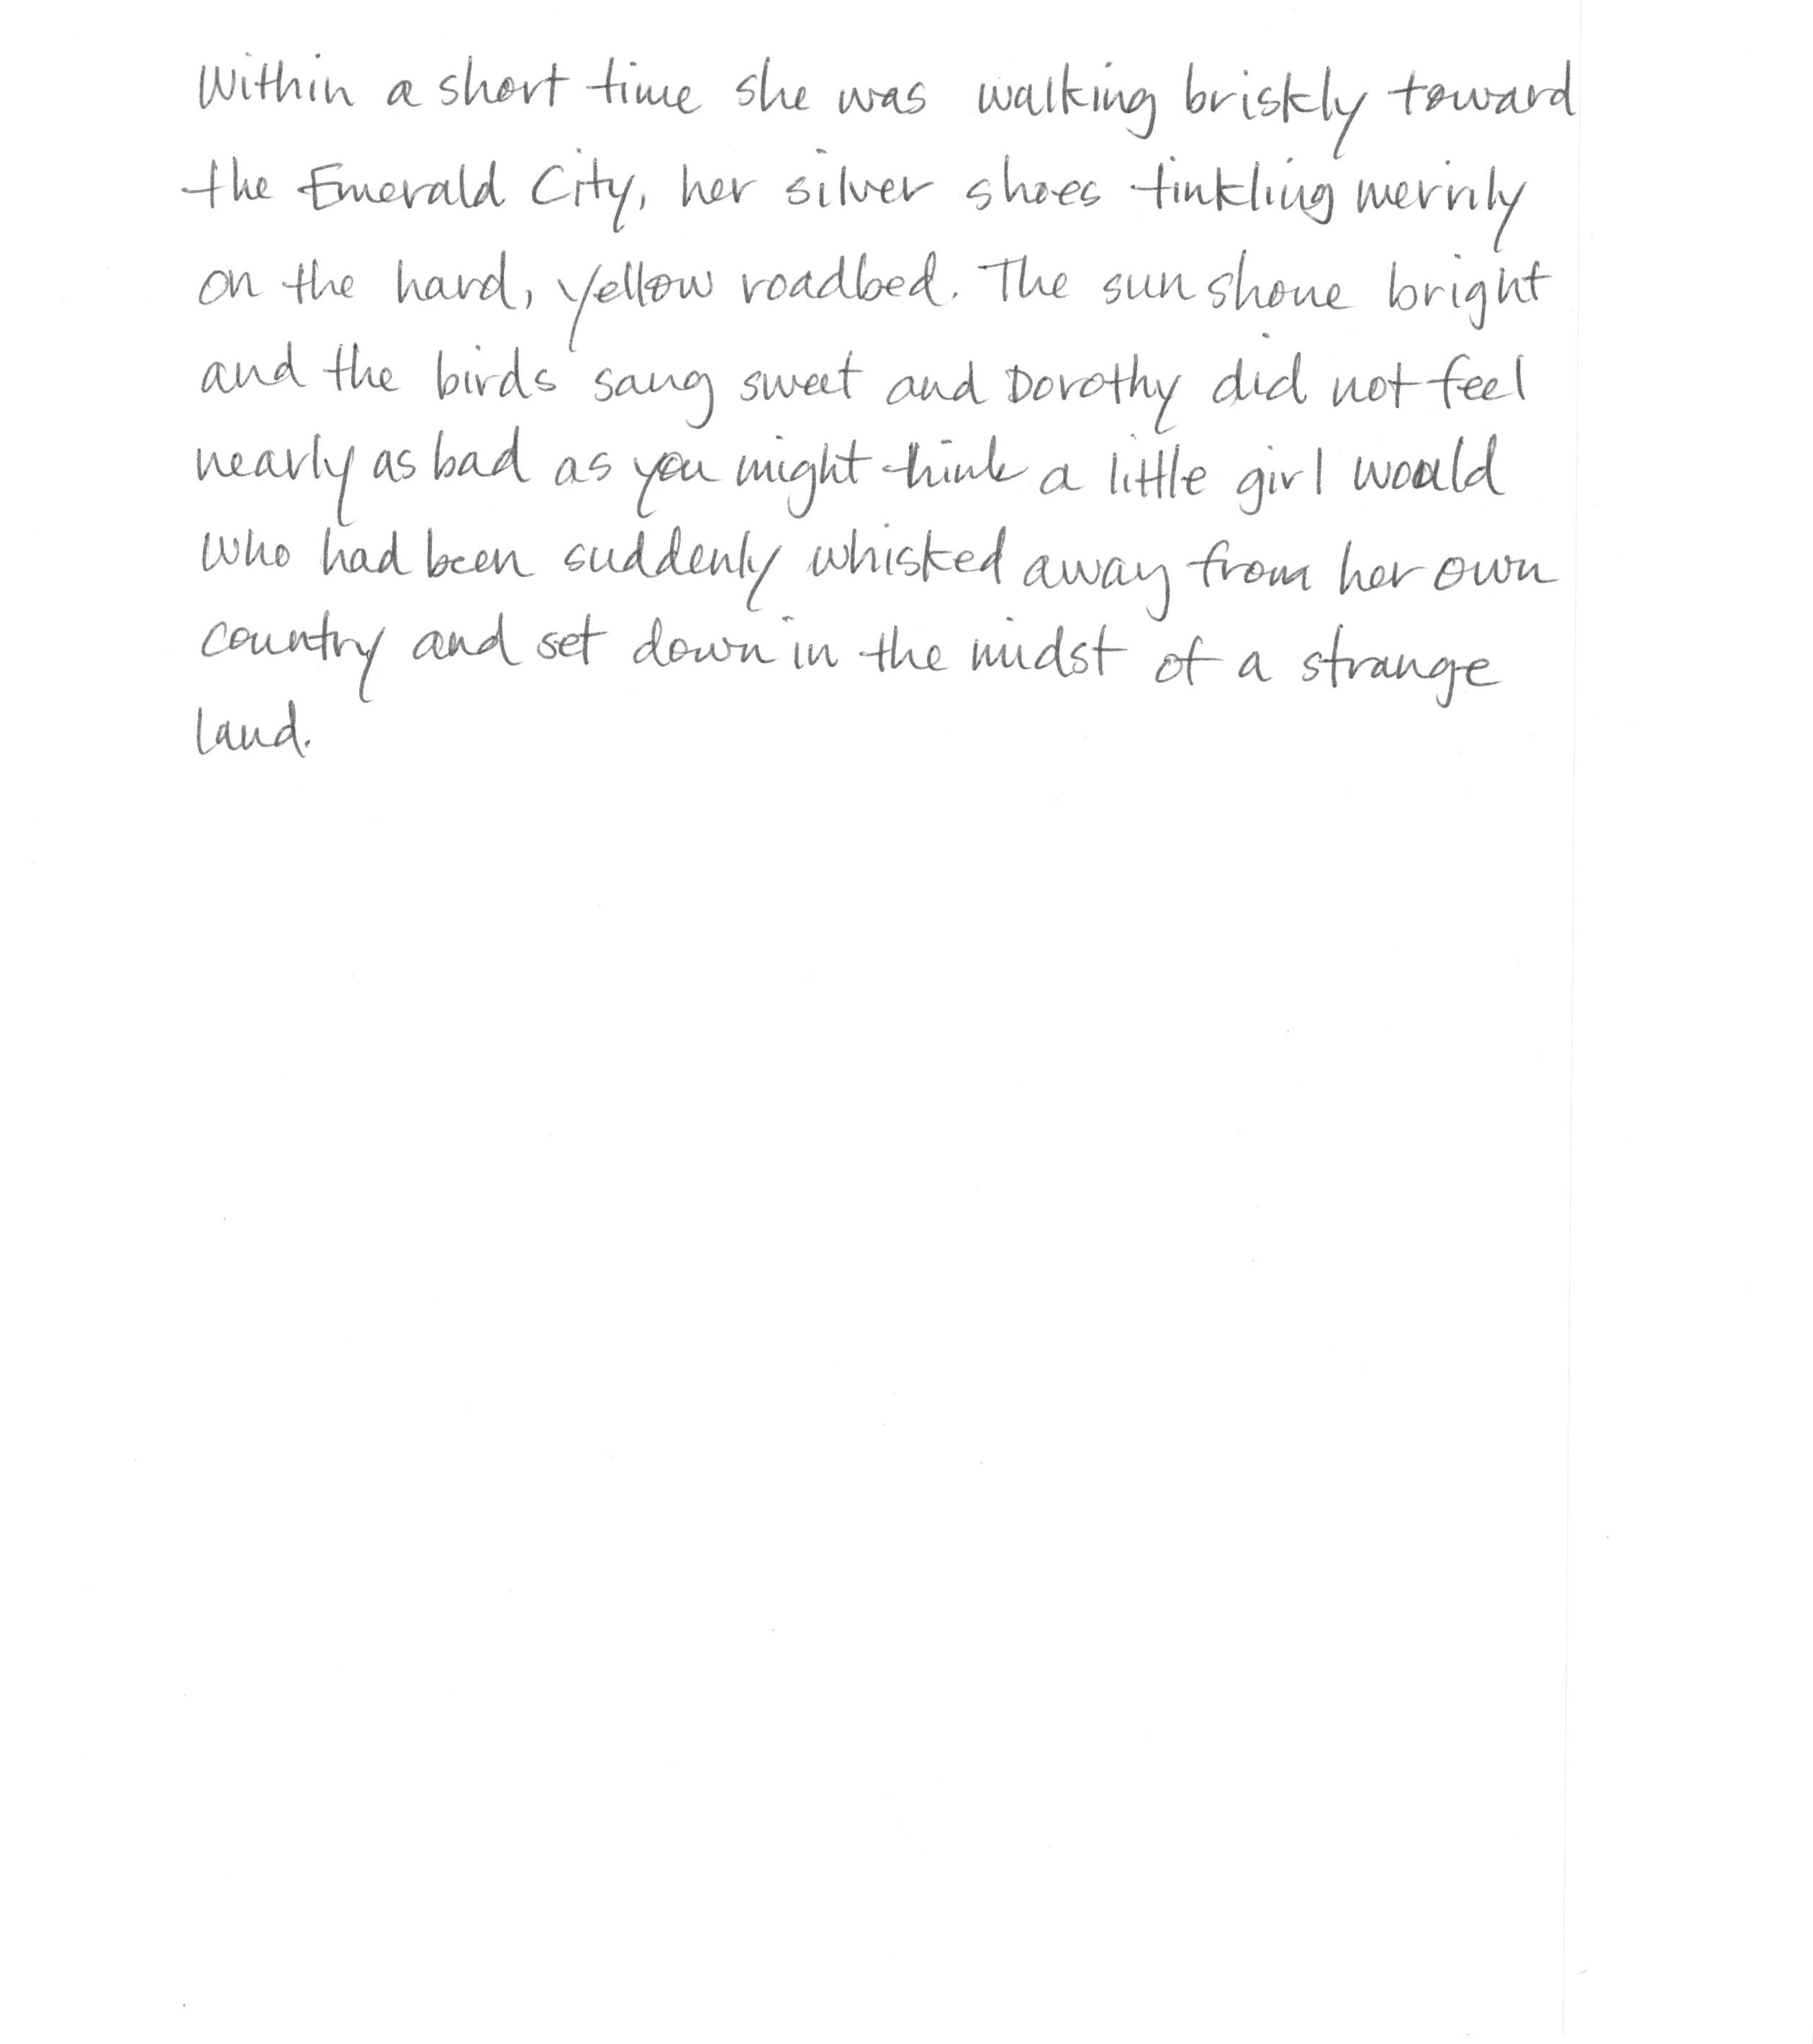 Within a short time she was walking briskly toward
the Emerald City, her silver shoes tinkling merrily
on the hard, yellow roadbed. The sun shone bright
and the birds sang sweet and Dorothy did not feel
nearly as bad as you might think a little girl would
who had been suddenly whisked away from her own
country and set down in the midst of a strange
land.